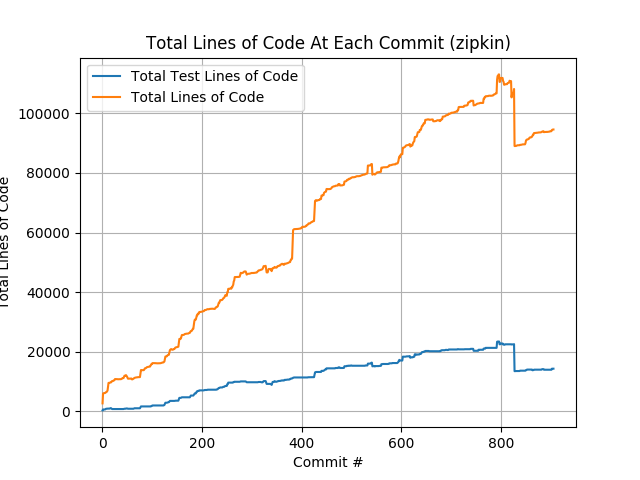 Total Lines of Code At Each Commit (zipkin)
Total Test Lines of Code
Total Lines of Code
Total Lines of Code
100000
80000
60000
40000
20000
0
0 200 400 600 800
Commit #